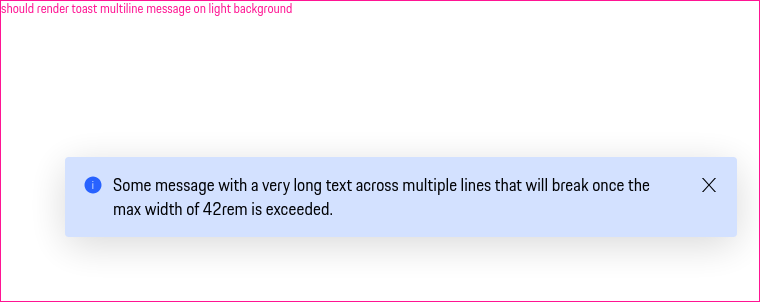 should render toast multiline message on light background
Some message with a very long text across multiple lines that will break once the
max width of 42rem is exceeded.